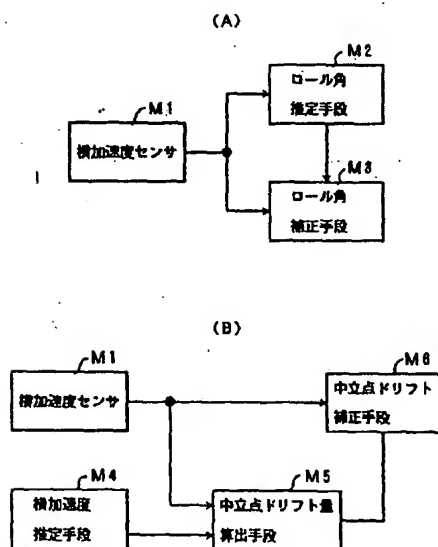 (A)
M2
ロール角
推定手段
M1
横加速度センサ
M3
ロール角
補正手段
(B)
M1
横加速度センサ
M6
中立点ドリフト
補正手段
M4
横加速度
推定手段
M5
中立点ドリフト量
算出手段